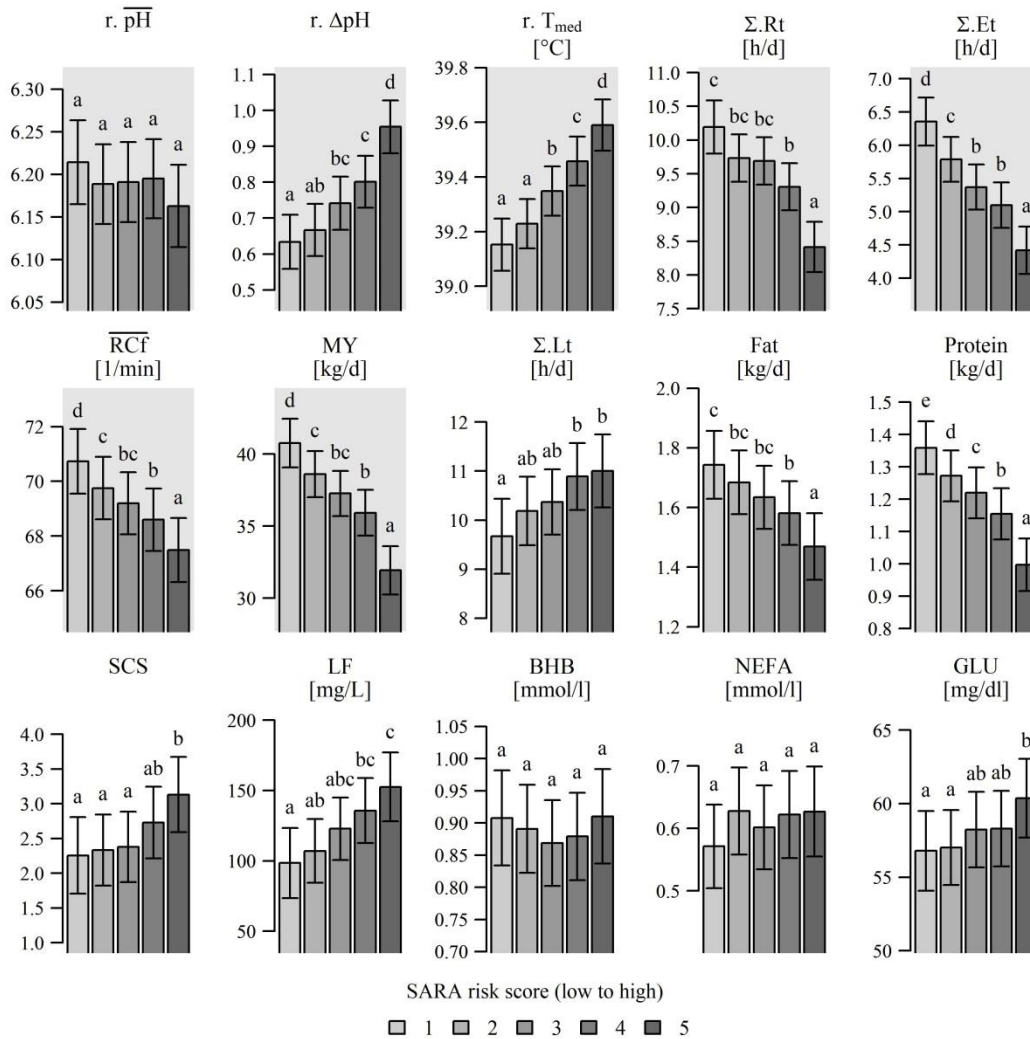 r. p̅H̅
6.30
6.25
6.20
6.15
6.10
6.05
a a a a a
r. ΔpH
1.1
1.0
0.9
0.8
0.7
0.6
0.5
a ab bc c d
r. Tmed
[°C]
39.8
39.6
39.4
39.2
39.0
a a b c d
Σ.Rt
[h/d]
11.0
10.5
10.0
9.5
9.0
8.5
8.0
7.5
c bc bc b a
Σ.Et
[h/d]
7.0
6.5
6.0
5.5
5.0
4.5
4.0
d c b b a
R̅C̅f̅
[1/min]
72
70
68
66
d c bc b a
MY
[kg/d]
40
35
30
d c bc b a
Σ.Lt
[h/d]
12
11
10
9
8
a ab ab b b
Fat
[kg/d]
2.0
1.8
1.6
1.4
1.2
c bc bc b a
Protein
[kg/d]
1.5
1.4
1.3
1.2
1.1
1.0
0.9
0.8
e d c b a
SCS
4.0
3.5
3.0
2.5
2.0
1.5
1.0
a a a ab b
LF
[mg/L]
200
150
100
50
a ab abc bc c
BHB
[mmol/l]
1.05
1.00
0.95
0.90
0.85
0.80
0.75
0.70
a a a a a
NEFA
[mmol/l]
0.7
0.6
0.5
a a a a a
GLU
[mg/dl]
65
60
55
50
a a ab ab b
SARA risk score (low to high)
1 2 3 4 5